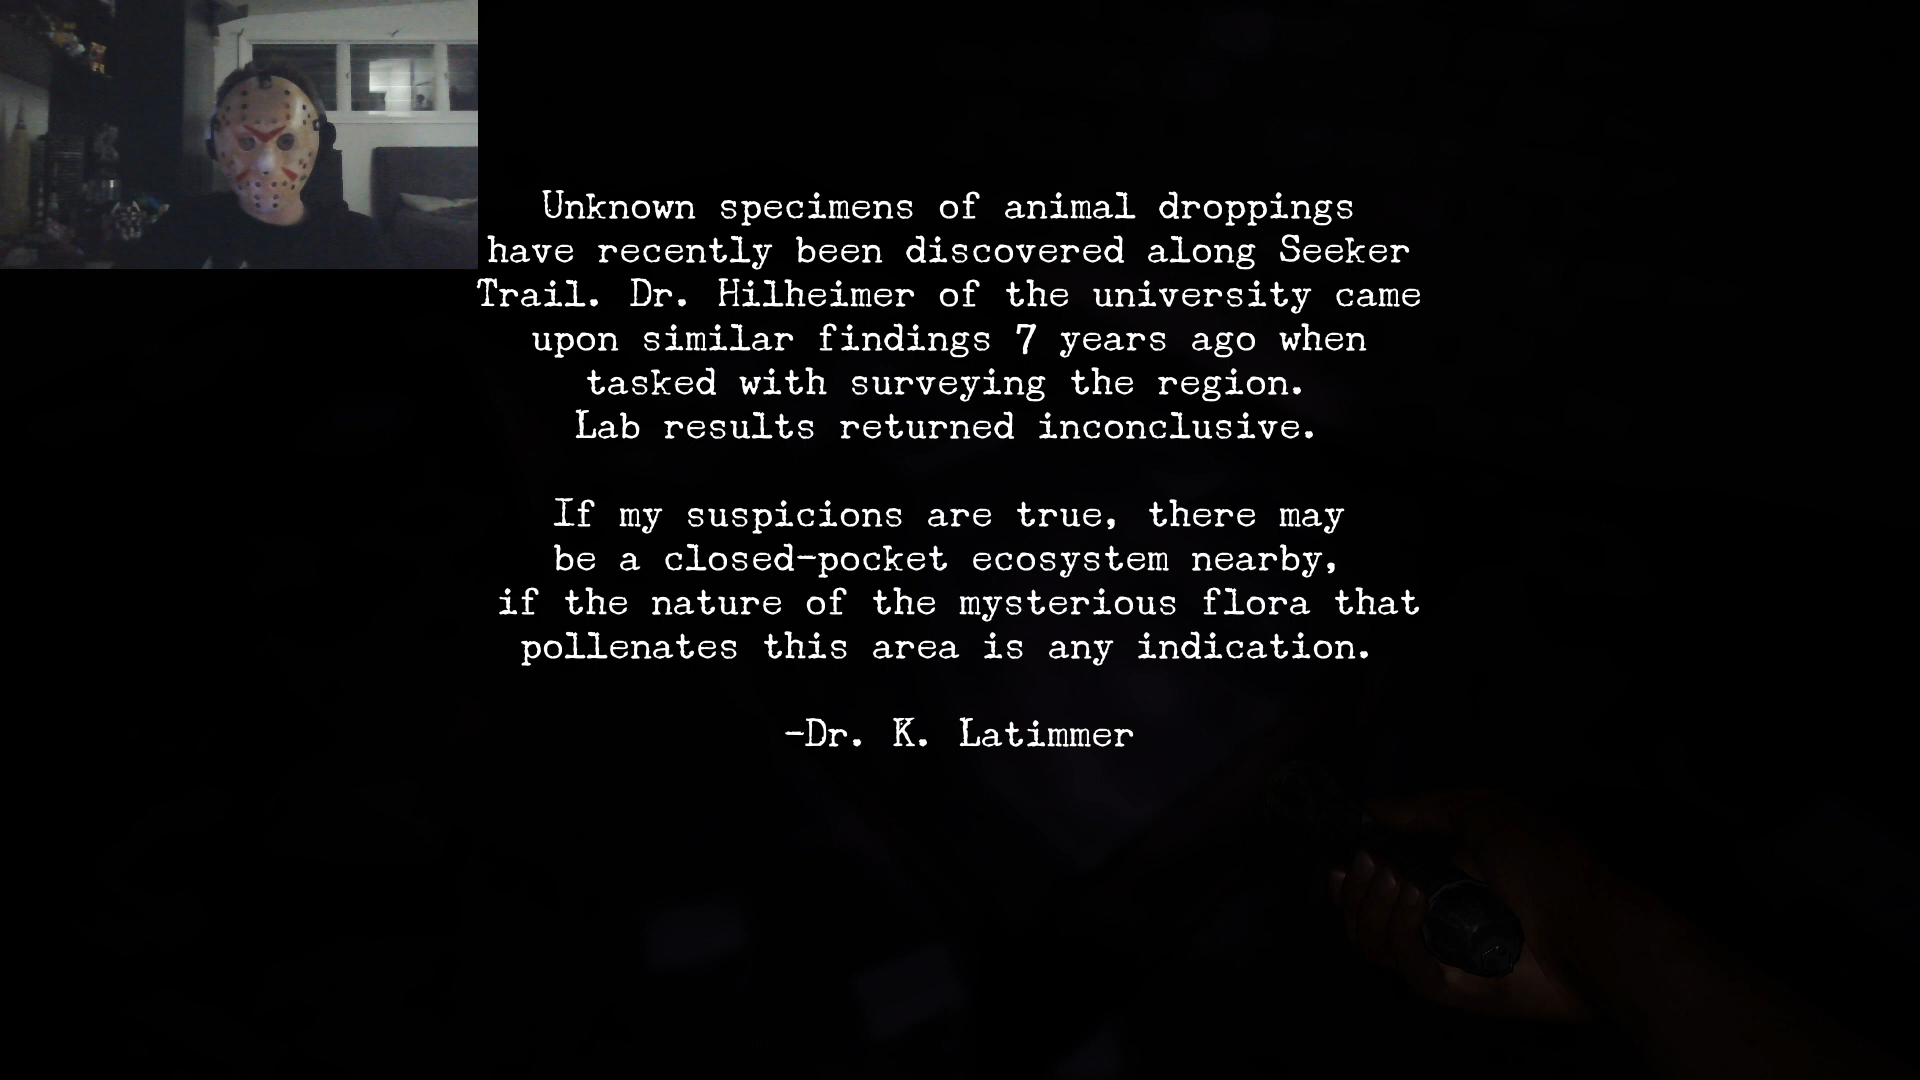 Unknown specimens of animal droppings
have recently been discovered along Seeker
Trail. Dr. Hilheimer of the university came
upon similar findings 7 years ago when
tasked with surveying the region.
Lab results returned inconclusive.
If my suspicions are true, there may
be a closed-pocket ecosystem nearby,
if the nature of the mysterious flora that
pollenates this area is any indication.
-Dr. K. Latimmer